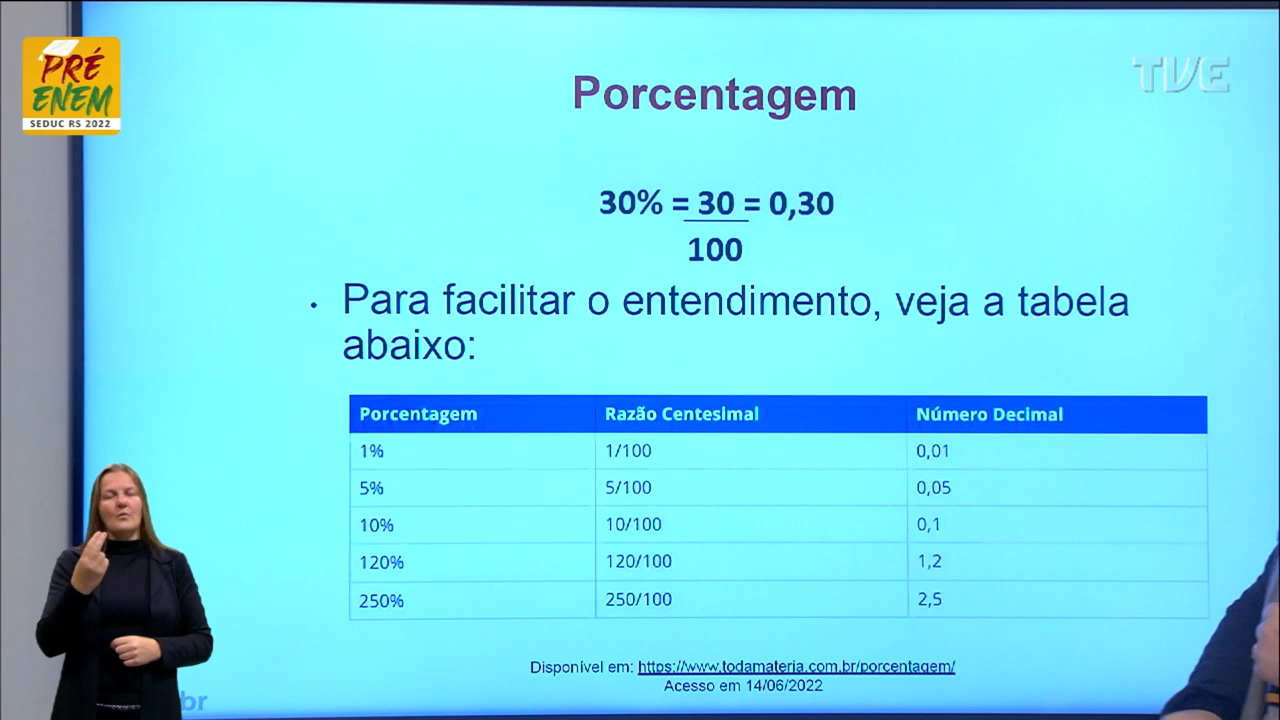 PRÉ
ENEM
SEDUC RS 2022
TVE
Porcentagem
30% = 30 = 0,30
100
• Para facilitar o entendimento, veja a tabela
abaixo:
Porcentagem Razão Centesimal Número Decimal
1% 1/100 0,01
5% 5/100 0,05
10% 10/100 0,1
120% 120/100 1,2
250% 250/100 2,5
Disponível em: https://www.todamateria.com.br/porcentagem/
Acesso em 14/06/2022
br